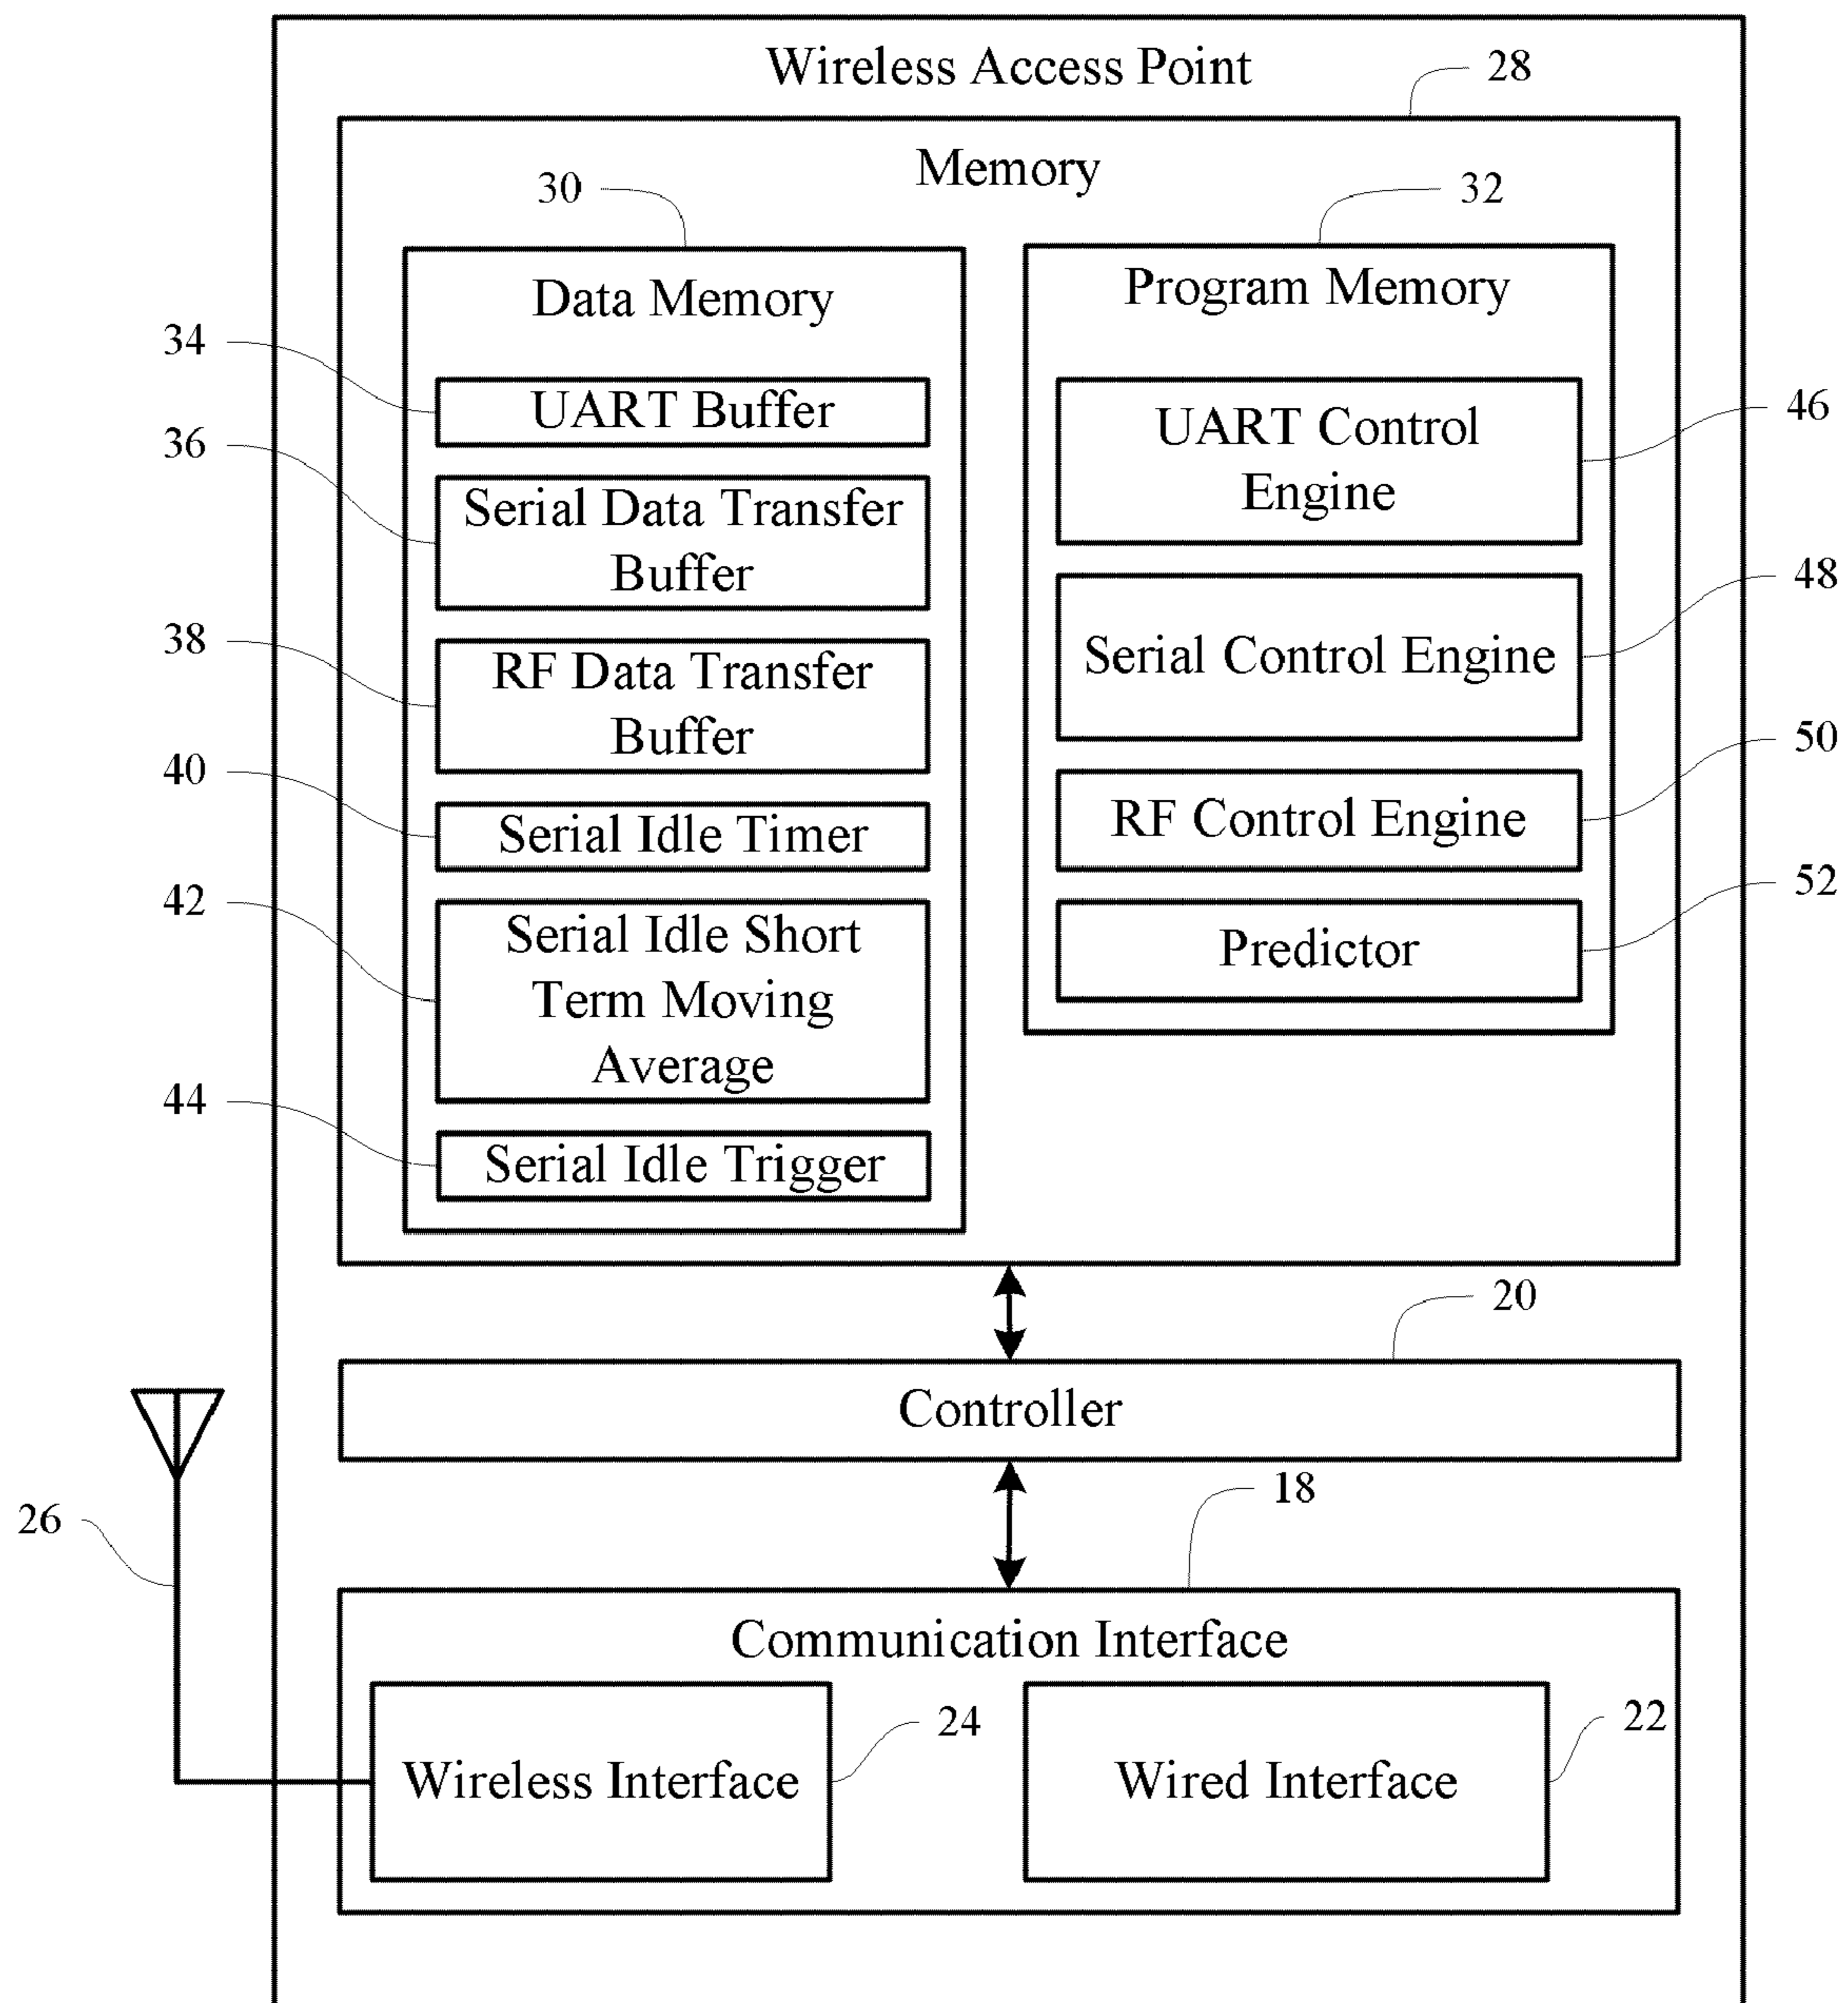 Wireless Access Point
28
Memory
30
32
Data Memory
Program Memory
34
UART Buffer
36
Serial Data Transfer
Buffer
38
RF Data Transfer
Buffer
40
Serial Idle Timer
42
Serial Idle Short
Term Moving
Average
44
Serial Idle Trigger
UART Control
Engine
46
Serial Control Engine
48
RF Control Engine
50
Predictor
52
20
Controller
18
26
Communication Interface
Wireless Interface
24
Wired Interface
22